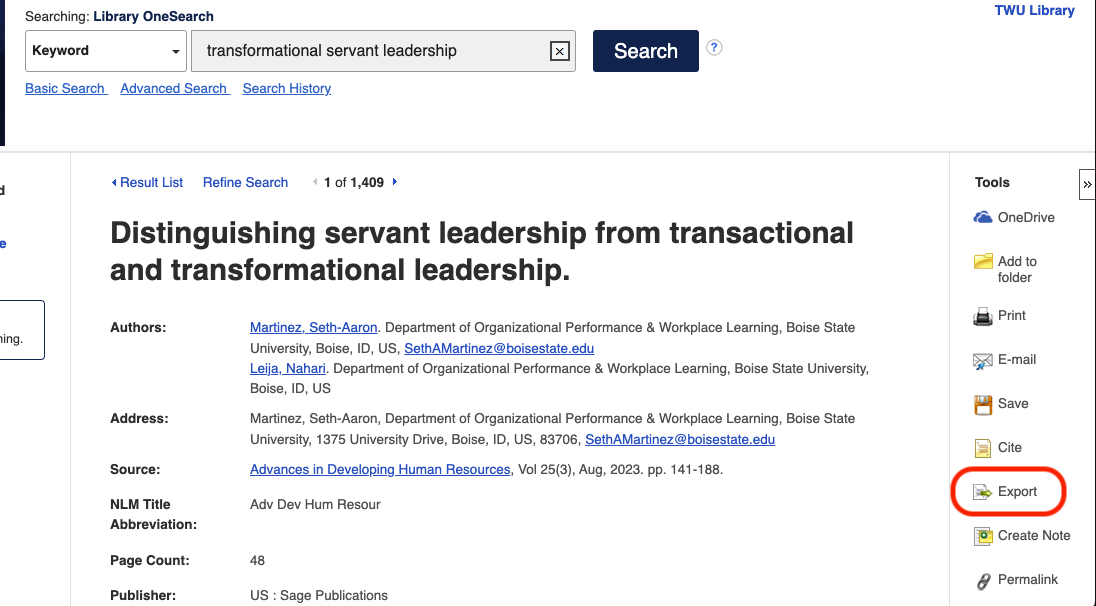 Searching: Library OneSearch
TWU Library
Keyword
transformational servant leadership
Search
?
Basic Search Advanced Search Search History
d
e
ning.
Result List Refine Search 1 of 1,409
Distinguishing servant leadership from transactional
and transformational leadership.
Authors: Martinez, Seth-Aaron. Department of Organizational Performance & Workplace Learning, Boise State
University, Boise, ID, US, SethAMartinez@boisestate.edu
Leija, Nahari. Department of Organizational Performance & Workplace Learning, Boise State University,
Boise, ID, US
Address: Martinez, Seth-Aaron, Department of Organizational Performance & Workplace Learning, Boise State
University, 1375 University Drive, Boise, ID, US, 83706, SethAMartinez@boisestate.edu
Source: Advances in Developing Human Resources, Vol 25(3), Aug, 2023. pp. 141-188.
NLM Title
Abbreviation:
Adv Dev Hum Resour
Page Count: 48
Publisher: US : Sage Publications
Tools
»
OneDrive
Add to
folder
Print
E-mail
Save
Cite
Export
Create Note
Permalink